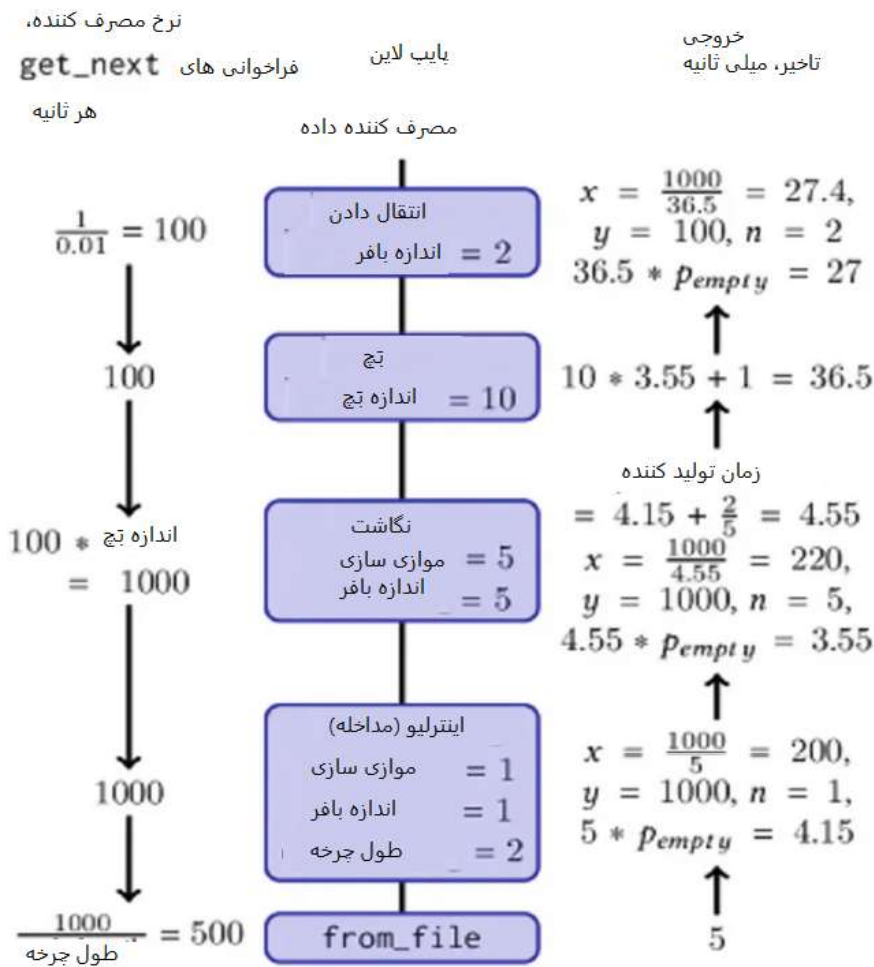 نرخ مصرف کننده،
فراخوانی های get_next
هر ثانیه
پایپ لاین
خروجی
تاخیر، میلی ثانیه
مصرف کننده داده
1/0.01 = 100
انتقال دادن
اندازه بافر = 2
x = 1000/36.5 = 27.4,
y = 100, n = 2
36.5 * p_empty = 27
100
بَچ
اندازه بَچ = 10
10 * 3.55 + 1 = 36.5
100 * اندازه بَچ
= 1000
نگاشت
موازی سازی = 5
اندازه بافر = 5
زمان تولید کننده
= 4.15 + 2/5 = 4.55
x = 1000/4.55 = 220,
y = 1000, n = 5,
4.55 * p_empty = 3.55
1000
اینترلیو (مداخله)
موازی سازی = 1
اندازه بافر = 1
طول چرخه = 2
x = 1000/5 = 200,
y = 1000, n = 1,
5 * p_empty = 4.15
1000/طول چرخه = 500
from_file
5